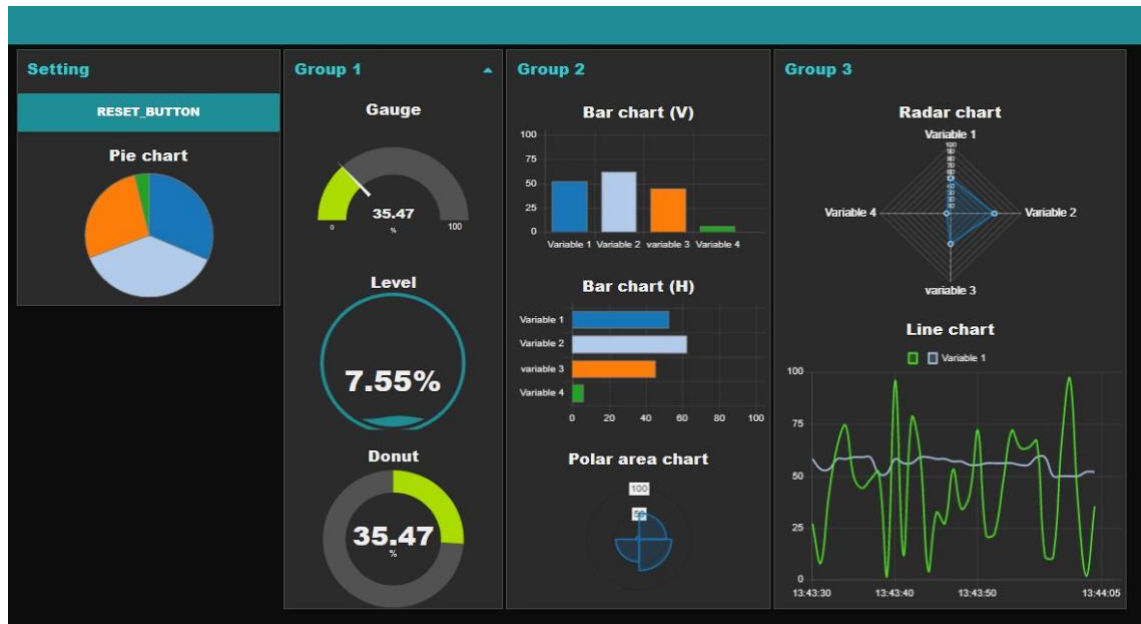 Setting
RESET_BUTTON
Pie chart
Group 1
Gauge
35.47
0 % 100
Level
7.55%
Donut
35.47
%
Group 2
Bar chart (V)
100
75
50
25
0
Variable 1 Variable 2 variable 3 Variable 4
Bar chart (H)
Variable 1
Variable 2
variable 3
Variable 4
0 20 40 60 80 100
Polar area chart
100
50
Group 3
Radar chart
Variable 1
100
Variable 4 Variable 2
variable 3
Line chart
Variable 1
100
75
50
25
0
13:43:30 13:43:40 13:43:50 13:44:05